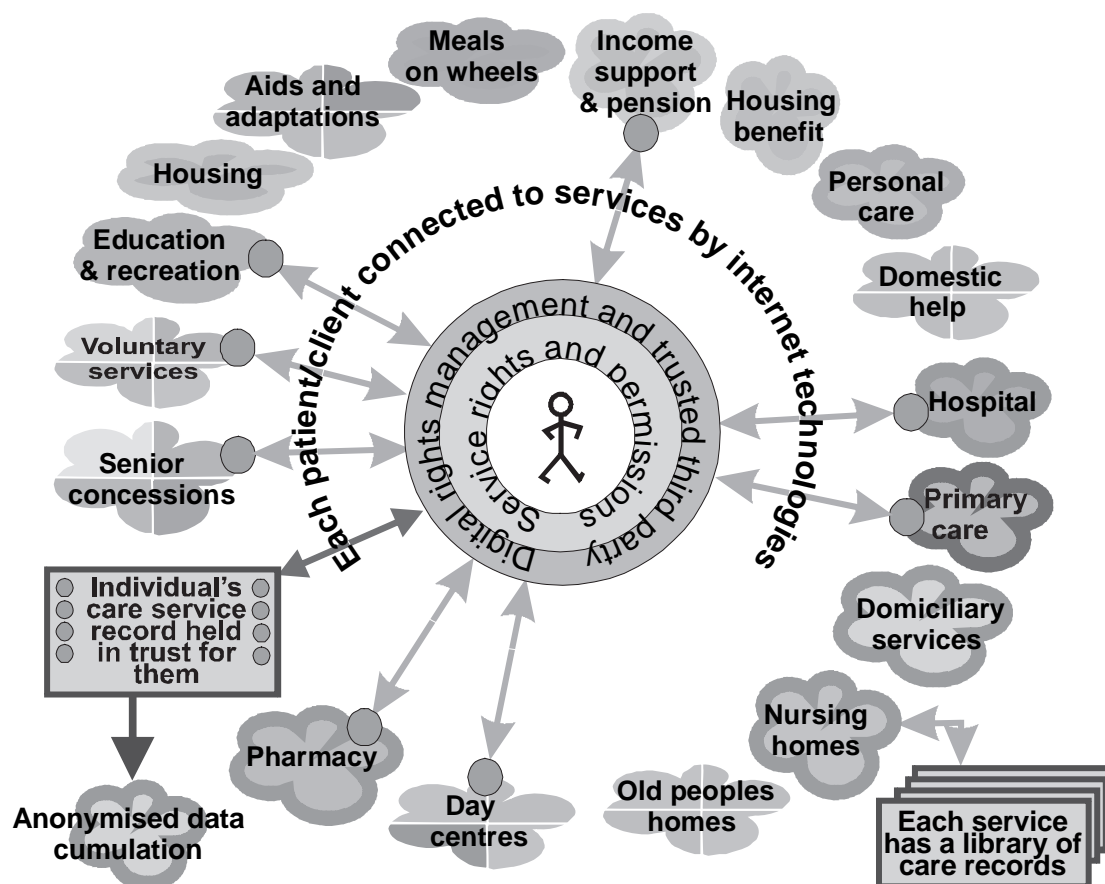 Meals
on wheels
Income
support
& pension
Aids and
adaptations
Housing
benefit
Housing
Personal
care
Each patient/client connected to services by internet technologies
Education
& recreation
Domestic
help
Digital rights management and trusted third party
Service rights and permissions
Voluntary
services
Hospital
Senior
concessions
Primary
care
Individual's
care service
record held
in trust for
them
Domiciliary
services
Nursing
homes
Pharmacy
Anonymised data
cumulation
Day
centres
Old peoples
homes
Each service
has a library of
care records